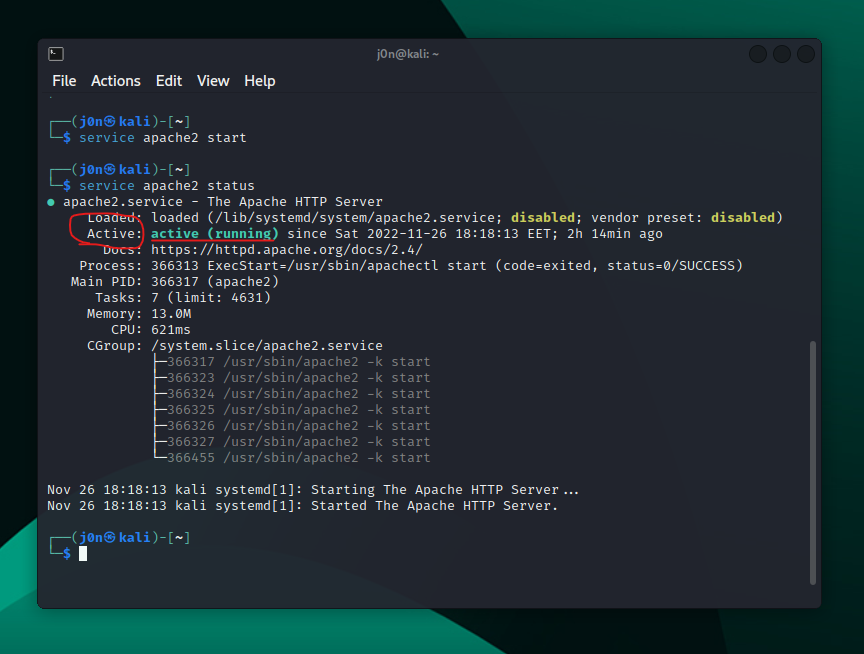 j0n@kali: ~
File Actions Edit View Help
┌──(j0n㉿kali)-[~]
└─$ service apache2 start
┌──(j0n㉿kali)-[~]
└─$ service apache2 status
● apache2.service - The Apache HTTP Server
Loaded: loaded (/lib/systemd/system/apache2.service; disabled; vendor preset: disabled)
Active: active (running) since Sat 2022-11-26 18:18:13 EET; 2h 14min ago
Docs: https://httpd.apache.org/docs/2.4/
Process: 366313 ExecStart=/usr/sbin/apachectl start (code=exited, status=0/SUCCESS)
Main PID: 366317 (apache2)
Tasks: 7 (limit: 4631)
Memory: 13.0M
CPU: 621ms
CGroup: /system.slice/apache2.service
├─366317 /usr/sbin/apache2 -k start
├─366323 /usr/sbin/apache2 -k start
├─366324 /usr/sbin/apache2 -k start
├─366325 /usr/sbin/apache2 -k start
├─366326 /usr/sbin/apache2 -k start
├─366327 /usr/sbin/apache2 -k start
└─366455 /usr/sbin/apache2 -k start
Nov 26 18:18:13 kali systemd[1]: Starting The Apache HTTP Server...
Nov 26 18:18:13 kali systemd[1]: Started The Apache HTTP Server.
┌──(j0n㉿kali)-[~]
└─$